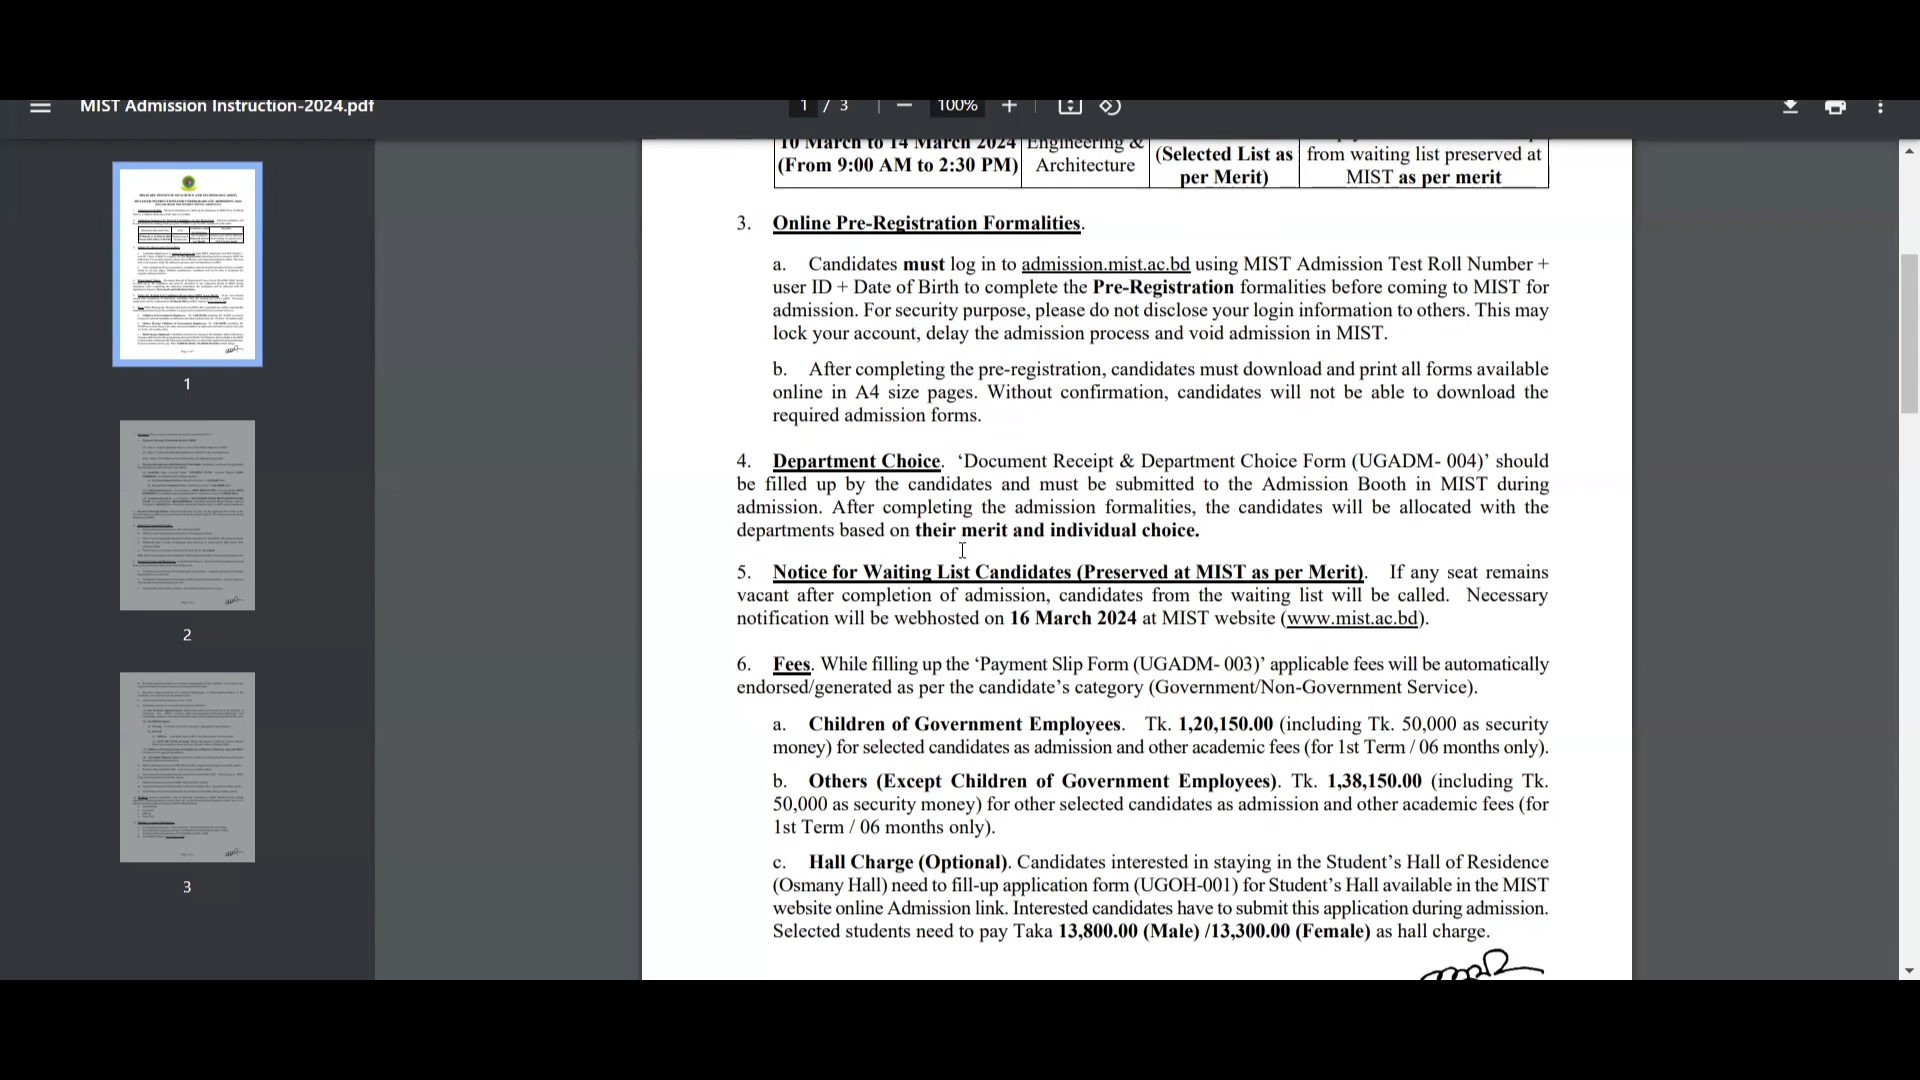 MIST Admission Instruction-2024.pdf
1 / 3
100%
10 March to 14 March 2024
(From 9:00 AM to 2:30 PM)
Engineering &
Architecture
(Selected List as
per Merit)
from waiting list preserved at
MIST as per merit
3. Online Pre-Registration Formalities.
a. Candidates must log in to admission.mist.ac.bd using MIST Admission Test Roll Number +
user ID + Date of Birth to complete the Pre-Registration formalities before coming to MIST for
admission. For security purpose, please do not disclose your login information to others. This may
lock your account, delay the admission process and void admission in MIST.
b. After completing the pre-registration, candidates must download and print all forms available
online in A4 size pages. Without confirmation, candidates will not be able to download the
required admission forms.
4. Department Choice. ‘Document Receipt & Department Choice Form (UGADM- 004)’ should
be filled up by the candidates and must be submitted to the Admission Booth in MIST during
admission. After completing the admission formalities, the candidates will be allocated with the
departments based on their merit and individual choice.
5. Notice for Waiting List Candidates (Preserved at MIST as per Merit). If any seat remains
vacant after completion of admission, candidates from the waiting list will be called. Necessary
notification will be webhosted on 16 March 2024 at MIST website (www.mist.ac.bd).
6. Fees. While filling up the ‘Payment Slip Form (UGADM- 003)’ applicable fees will be automatically
endorsed/generated as per the candidate’s category (Government/Non-Government Service).
a. Children of Government Employees. Tk. 1,20,150.00 (including Tk. 50,000 as security
money) for selected candidates as admission and other academic fees (for 1st Term / 06 months only).
b. Others (Except Children of Government Employees). Tk. 1,38,150.00 (including Tk.
50,000 as security money) for other selected candidates as admission and other academic fees (for
1st Term / 06 months only).
c. Hall Charge (Optional). Candidates interested in staying in the Student’s Hall of Residence
(Osmany Hall) need to fill-up application form (UGOH-001) for Student’s Hall available in the MIST
website online Admission link. Interested candidates have to submit this application during admission.
Selected students need to pay Taka 13,800.00 (Male) /13,300.00 (Female) as hall charge.
1
2
3